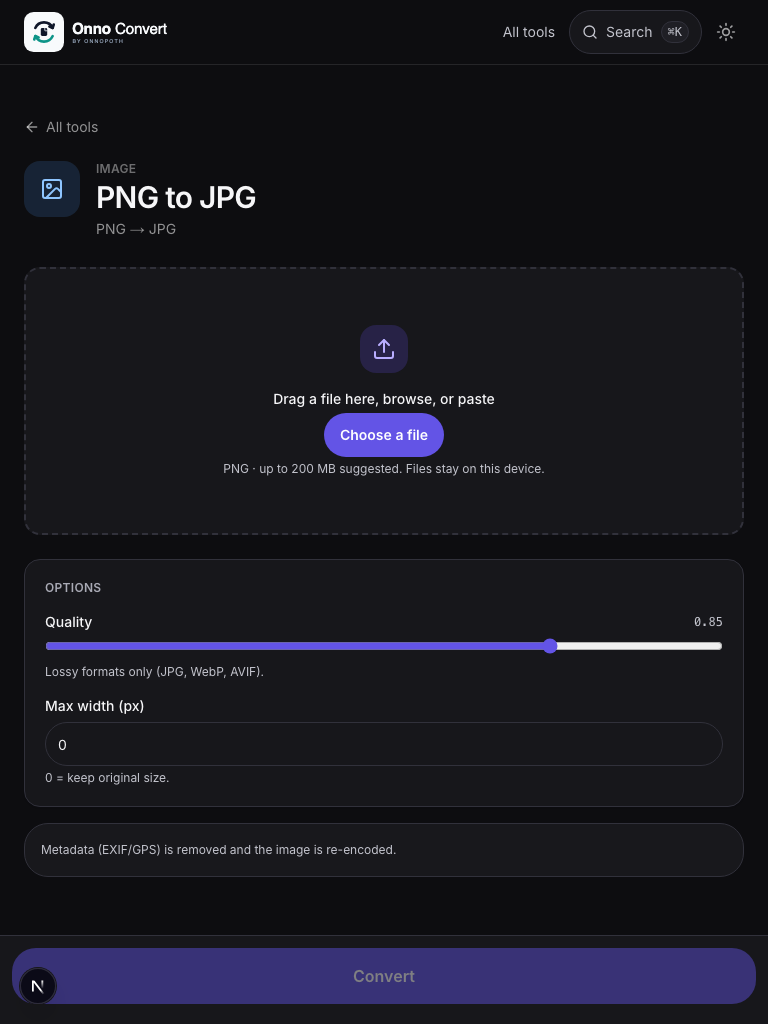 Onno Convert
BY ONNOPOTH
All tools
Search ⌘K
← All tools
IMAGE
PNG to JPG
PNG → JPG
Drag a file here, browse, or paste
Choose a file
PNG · up to 200 MB suggested. Files stay on this device.
OPTIONS
Quality
0.85
Lossy formats only (JPG, WebP, AVIF).
Max width (px)
0
0 = keep original size.
Metadata (EXIF/GPS) is removed and the image is re-encoded.
Convert
N